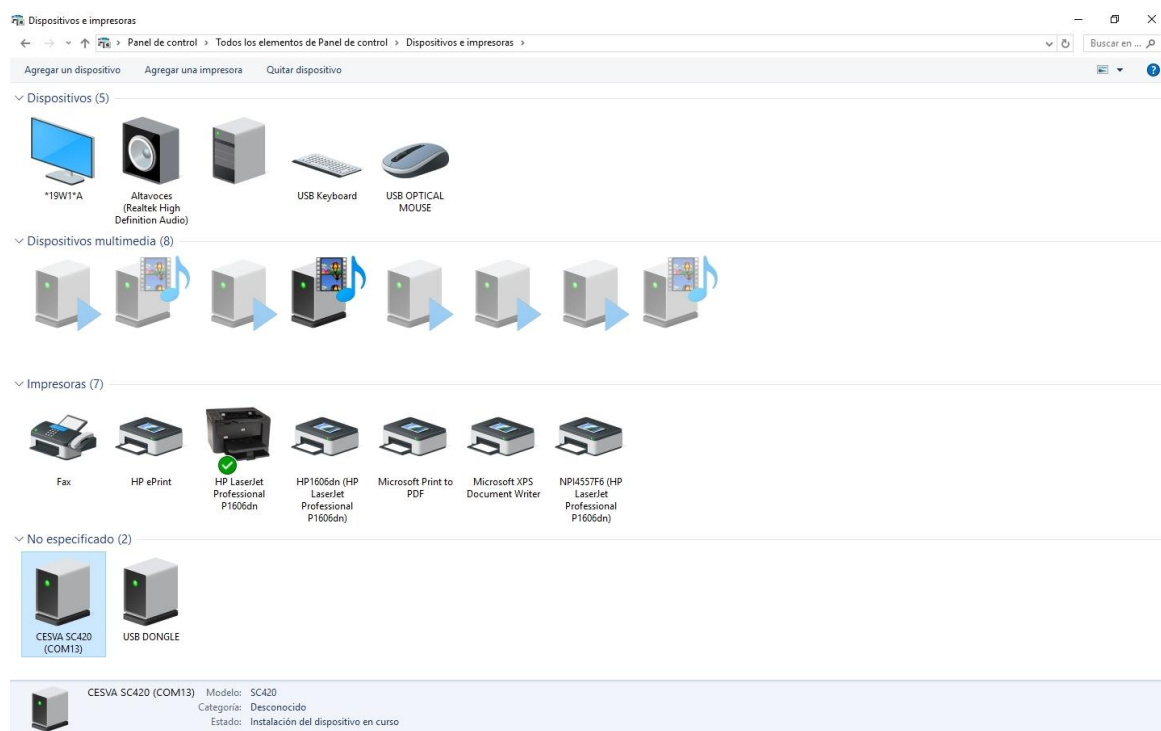 Dispositivos e impresoras
Panel de control > Todos los elementos de Panel de control > Dispositivos e impresoras >
Buscar en ...
Agregar un dispositivo Agregar una impresora Quitar dispositivo
Dispositivos (5)
*19W1*A
Altavoces
(Realtek High
Definition Audio)
USB Keyboard
USB OPTICAL
MOUSE
Dispositivos multimedia (8)
Impresoras (7)
Fax
HP ePrint
HP LaserJet
Professional
P1606dn
HP1606dn (HP
LaserJet
Professional
P1606dn)
Microsoft Print to
PDF
Microsoft XPS
Document Writer
NPI4557F6 (HP
LaserJet
Professional
P1606dn)
No especificado (2)
CESVA SC420
(COM13)
USB DONGLE
CESVA SC420 (COM13) Modelo: SC420
Categoría: Desconocido
Estado: Instalación del dispositivo en curso